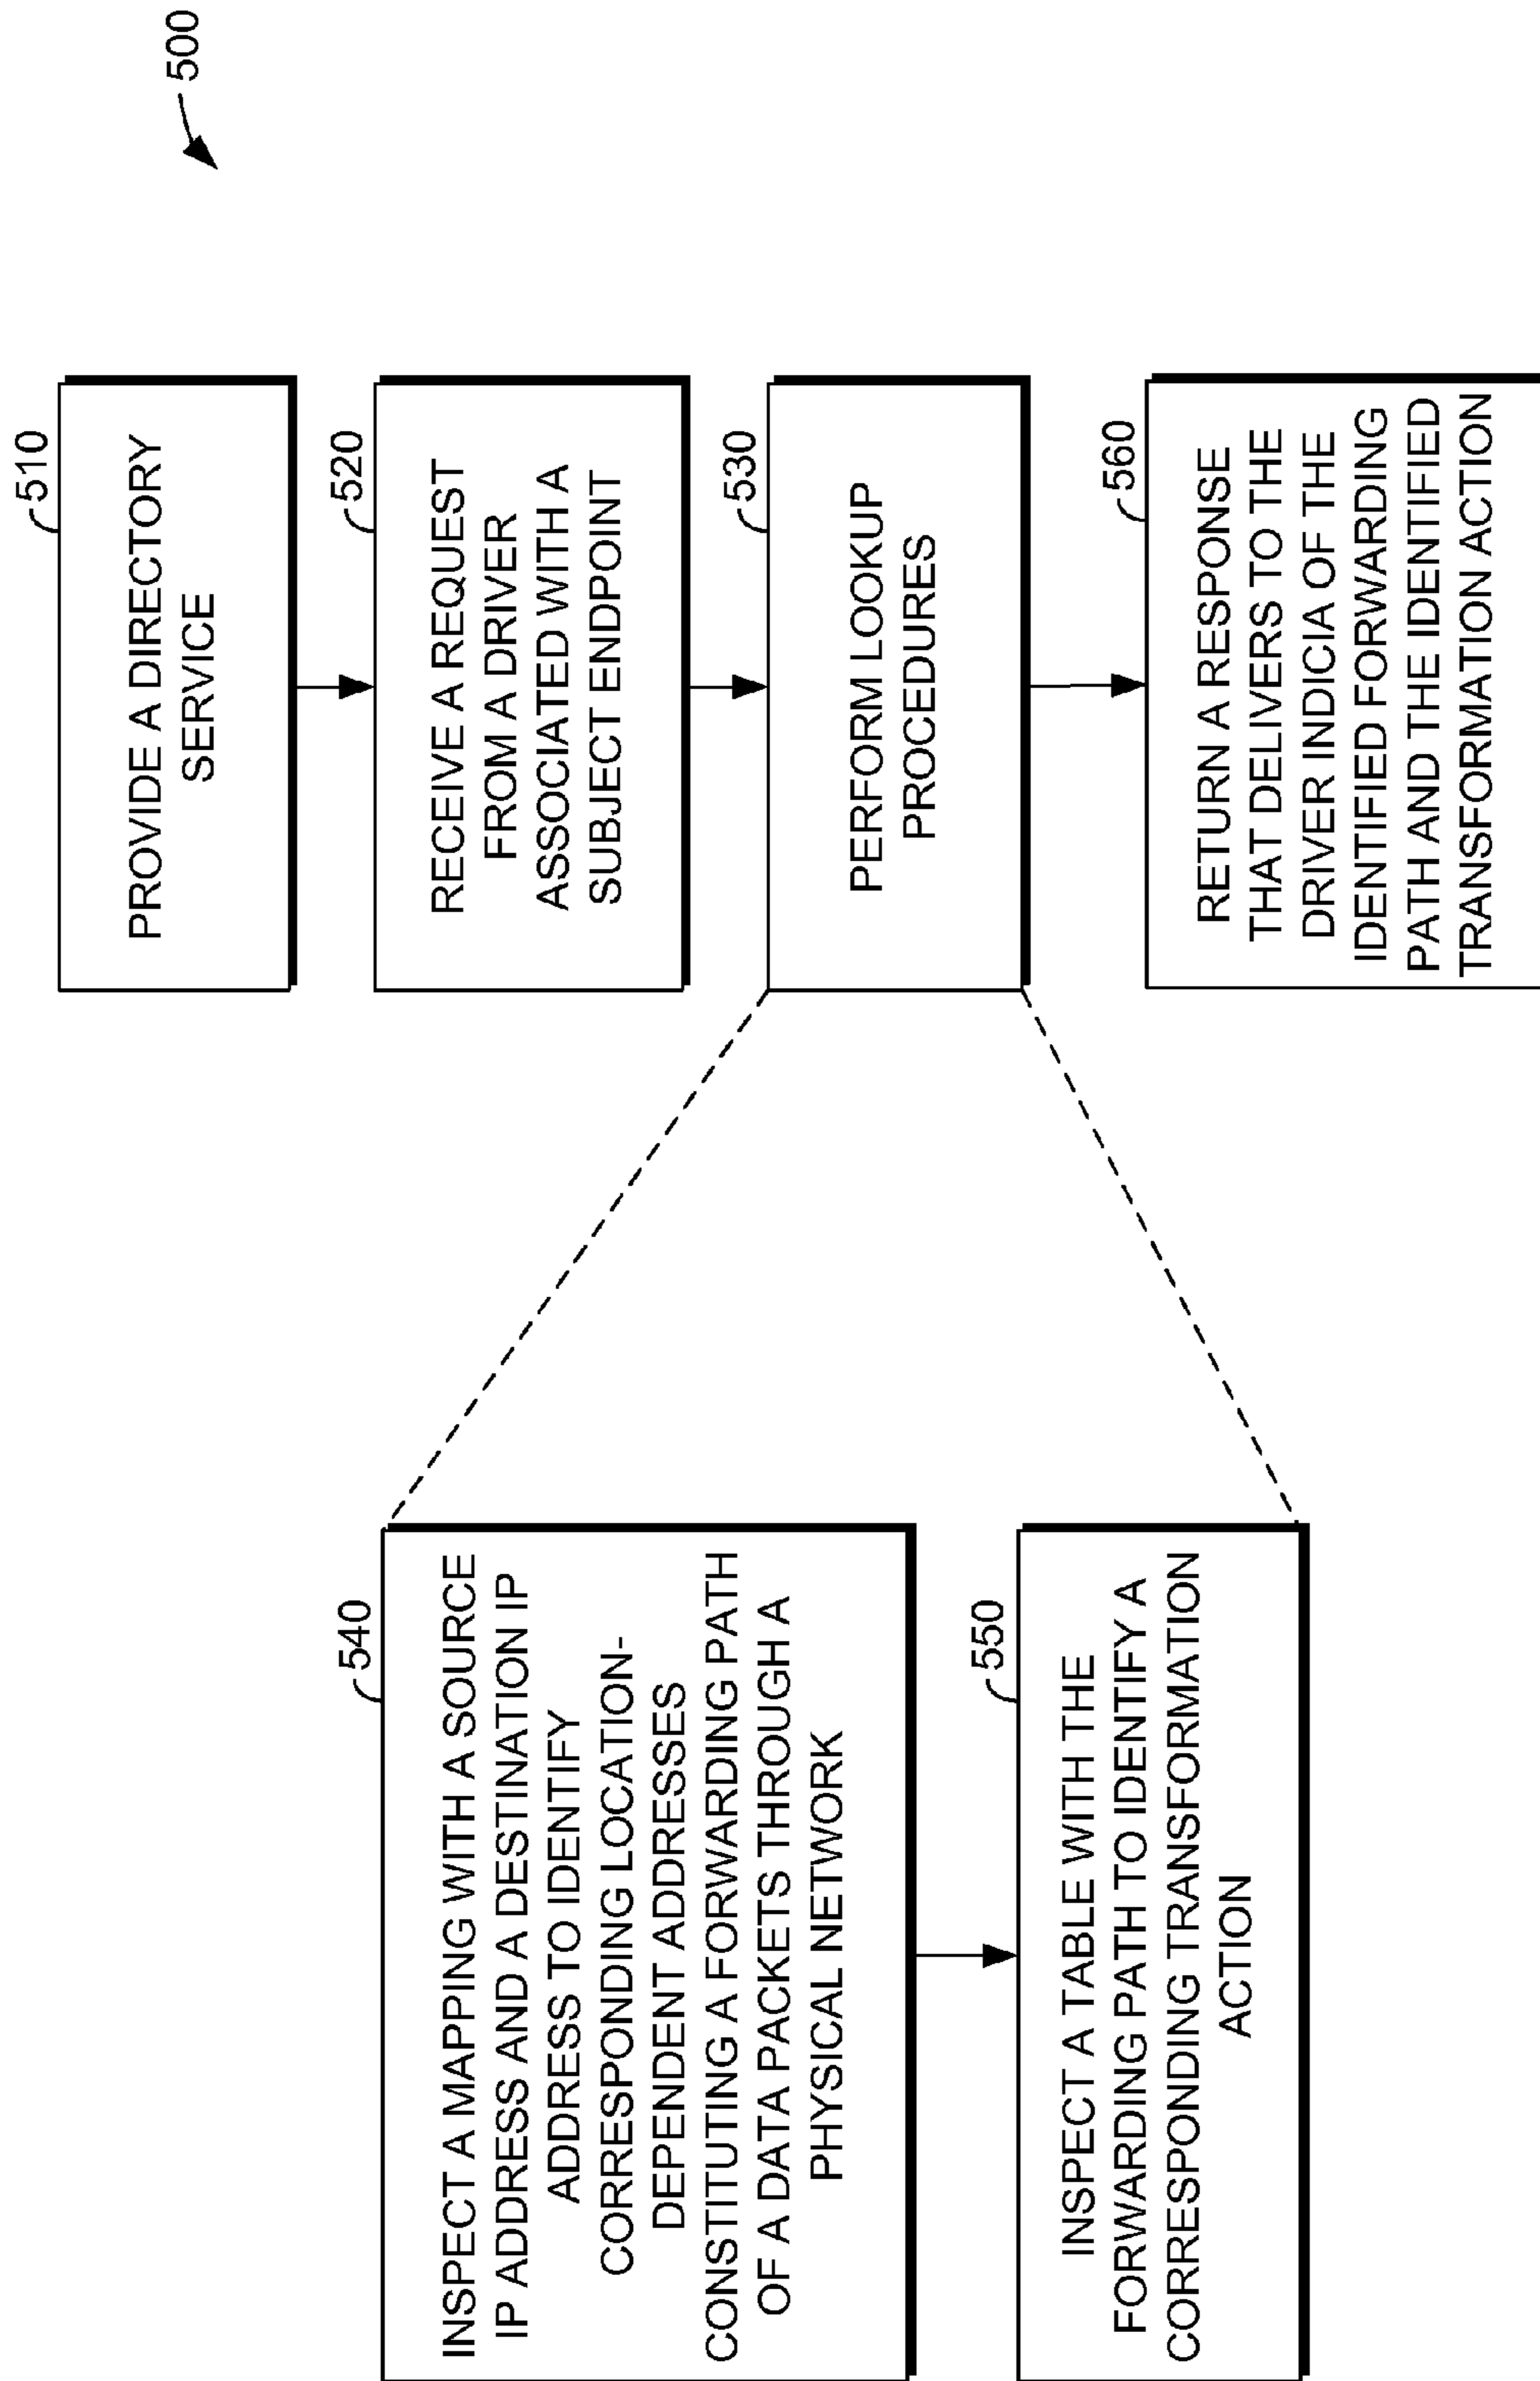 500
510
PROVIDE A DIRECTORY
SERVICE
520
RECEIVE A REQUEST
FROM A DRIVER
ASSOCIATED WITH A
SUBJECT ENDPOINT
530
PERFORM LOOKUP
PROCEDURES
540
INSPECT A MAPPING WITH A SOURCE
IP ADDRESS AND A DESTINATION IP
ADDRESS TO IDENTIFY
CORRESPONDING LOCATION-
DEPENDENT ADDRESSES
CONSTITUTING A FORWARDING PATH
OF A DATA PACKETS THROUGH A
PHYSICAL NETWORK
550
INSPECT A TABLE WITH THE
FORWARDING PATH TO IDENTIFY A
CORRESPONDING TRANSFORMATION
ACTION
560
RETURN A RESPONSE
THAT DELIVERS TO THE
DRIVER INDICIA OF THE
IDENTIFIED FORWARDING
PATH AND THE IDENTIFIED
TRANSFORMATION ACTION